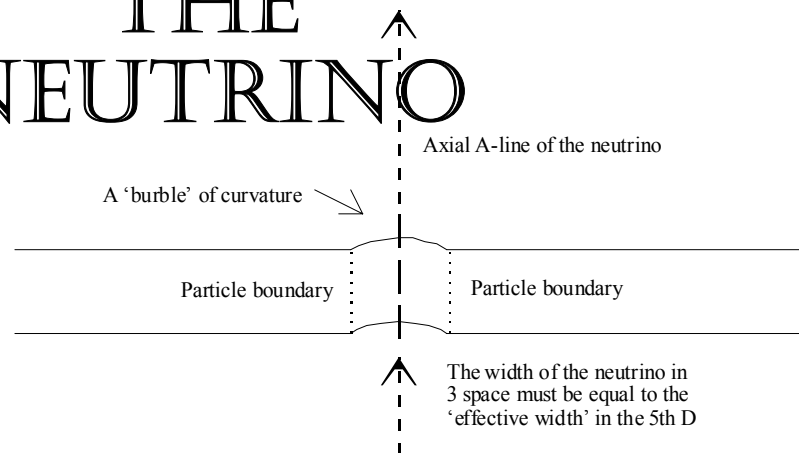 THE
NEUTRINO
Axial A-line of the neutrino
A ‘burble’ of curvature
Particle boundary
Particle boundary
The width of the neutrino in
3 space must be equal to the
‘effective width’ in the 5th D